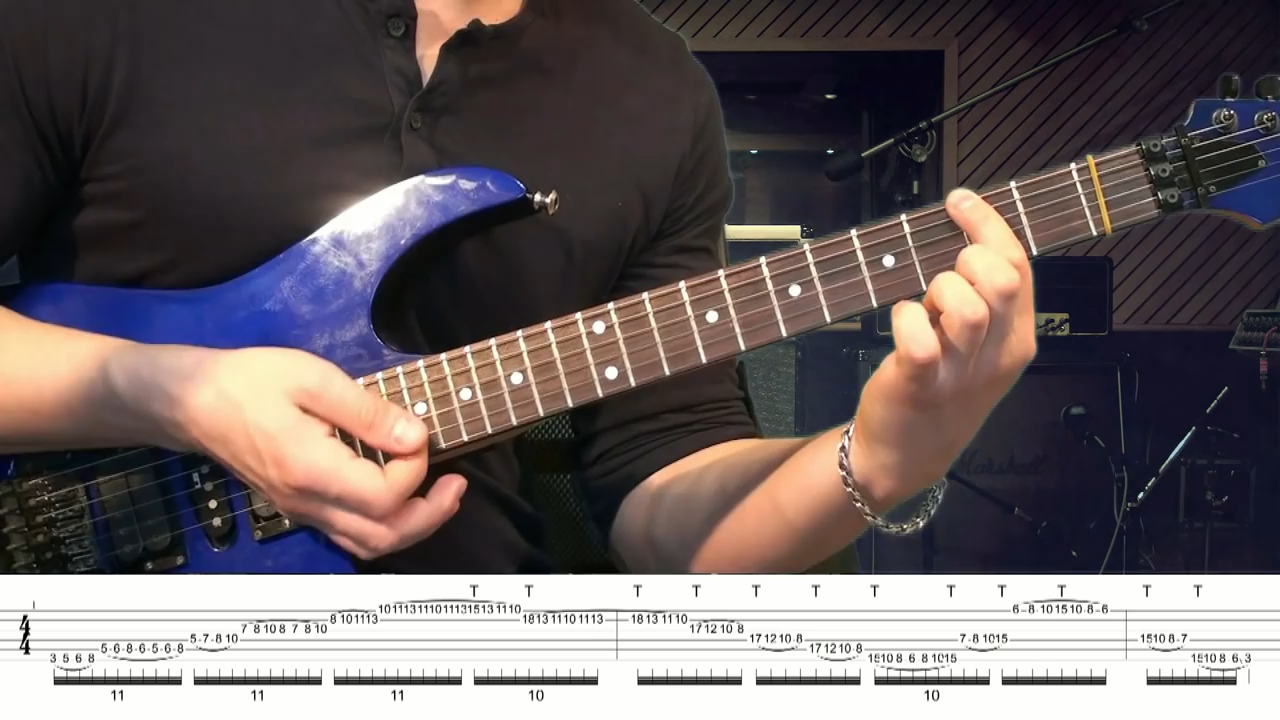 Marshall
T T T T T T T T T T T T
10 11 13 11 10 11 13 15 13 11 10 6 8 10 15 10 8 6
8 10 11 13 18 13 11 10 11 13 18 13 11 10
4 7 8 10 8 7 8 10 17 12 10 8
4 5 7 8 10 17 12 10 8 7 8 10 15 15 10 8 7
5 6 8 6 5 6 8 17 12 10 8
3 5 6 8 15 10 8 6 8 10 15 15 10 8 6 3
11 11 11 10 10